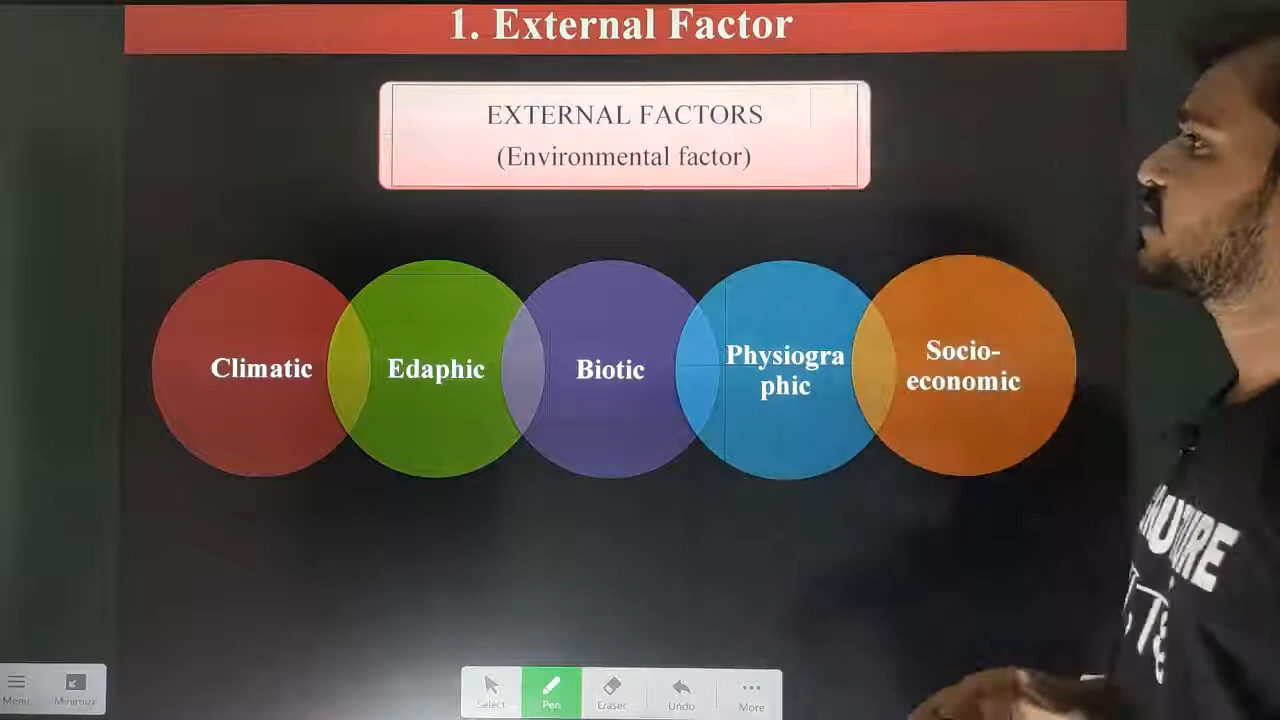 1. External Factor
EXTERNAL FACTORS
(Environmental factor)
Climatic
Edaphic
Biotic
Physiogra
phic
Socio-
economic
Menu
Minimize
Select
Pen
Eraser
Undo
More